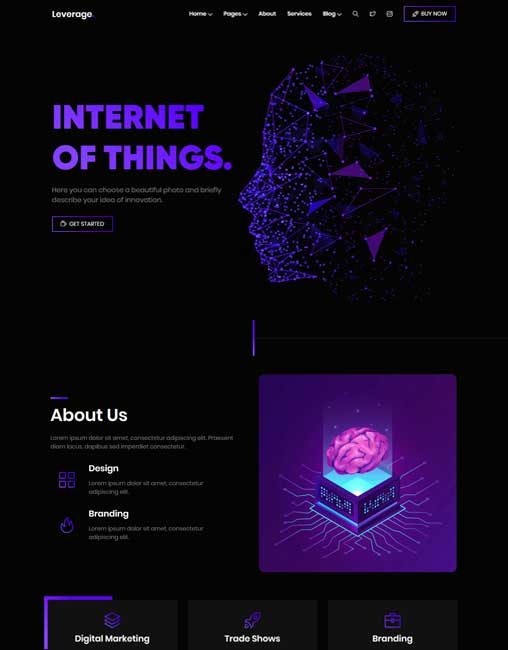 Leverage.
Home Pages About Services Blog BUY NOW
INTERNET
OF THINGS.
Here you can choose a beautiful photo and briefly
describe your idea of innovation.
GET STARTED
About Us
Lorem ipsum dolor sit amet, consectetur adipiscing elit. Praesent
diam lacus, dapibus sed imperdiet consectetur.
Design
Lorem ipsum dolor sit amet, consectetur
adipiscing elit.
Branding
Lorem ipsum dolor sit amet, consectetur
adipiscing elit.
Digital Marketing Trade Shows Branding